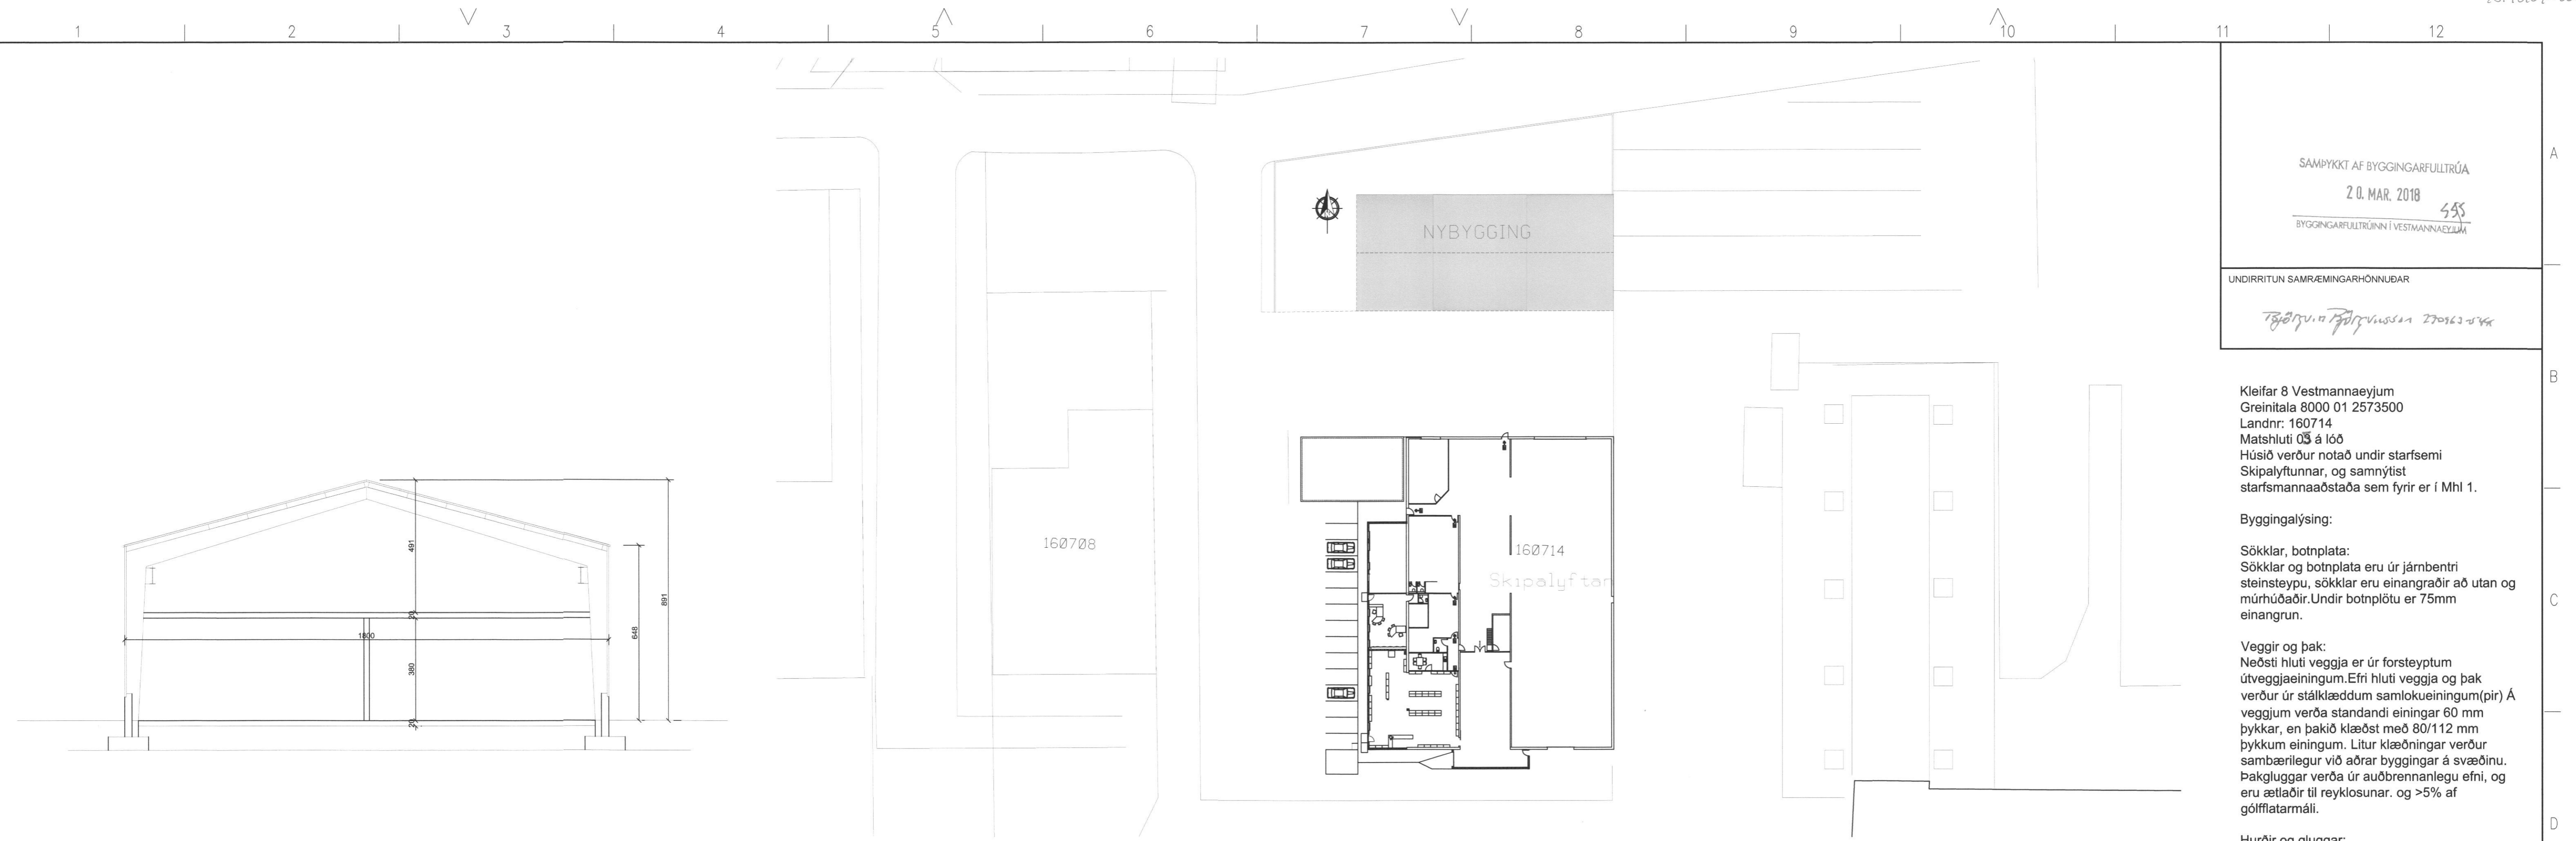 1 2 3 4 5 6 7 8 9 10 11 12
A
B
C
D
SAMÞYKKT AF BYGGINGARFULLTRÚA
20. MAR. 2018
BYGGINGARFULLTRÚINN Í VESTMANNAEYJUM
UNDIRRITUN SAMRÆMINGARHÖNNUÐAR
NYBYGGING
160708
160714
Skipalyftan
491
20
1800
380
20
648
891
Kleifar 8 Vestmannaeyjum
Greinitala 8000 01 2573500
Landnr: 160714
Matshluti 03 á lóð
Húsið verður notað undir starfsemi
Skipalyftunnar, og samnýtist
starfsmannaaðstaða sem fyrir er í Mhl 1.
Byggingalýsing:
Sökklar, botnplata:
Sökklar og botnplata eru úr járnbentri
steinsteypu, sökklar eru einangraðir að utan og
múrhúðaðir.Undir botnplötu er 75mm
einangrun.
Veggir og þak:
Neðsti hluti veggja er úr forsteyptum
útveggjaeiningum.Efri hluti veggja og þak
verður úr stálklæddum samlokueiningum(pir) Á
veggjum verða standandi einingar 60 mm
þykkar, en þakið klæðst með 80/112 mm
þykkum einingum. Litur klæðningar verður
sambærilegur við aðrar byggingar á svæðinu.
Þakgluggar verða úr auðbrennanlegu efni, og
eru ætlaðir til reyklosunar. og >5% af
gólfflatarmáli.
Hurðir og gluggar: